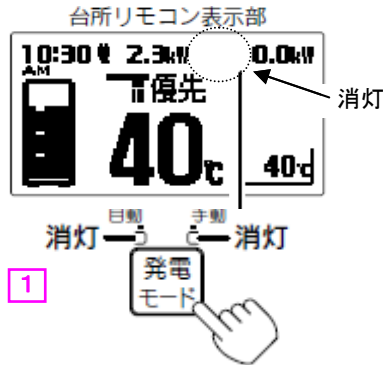 台所リモコン表示部
10:30 2.3kW 0.0kW
AM
優先
消灯
40℃ 40℃
自動 手動
消灯 消灯
1
発電
モード